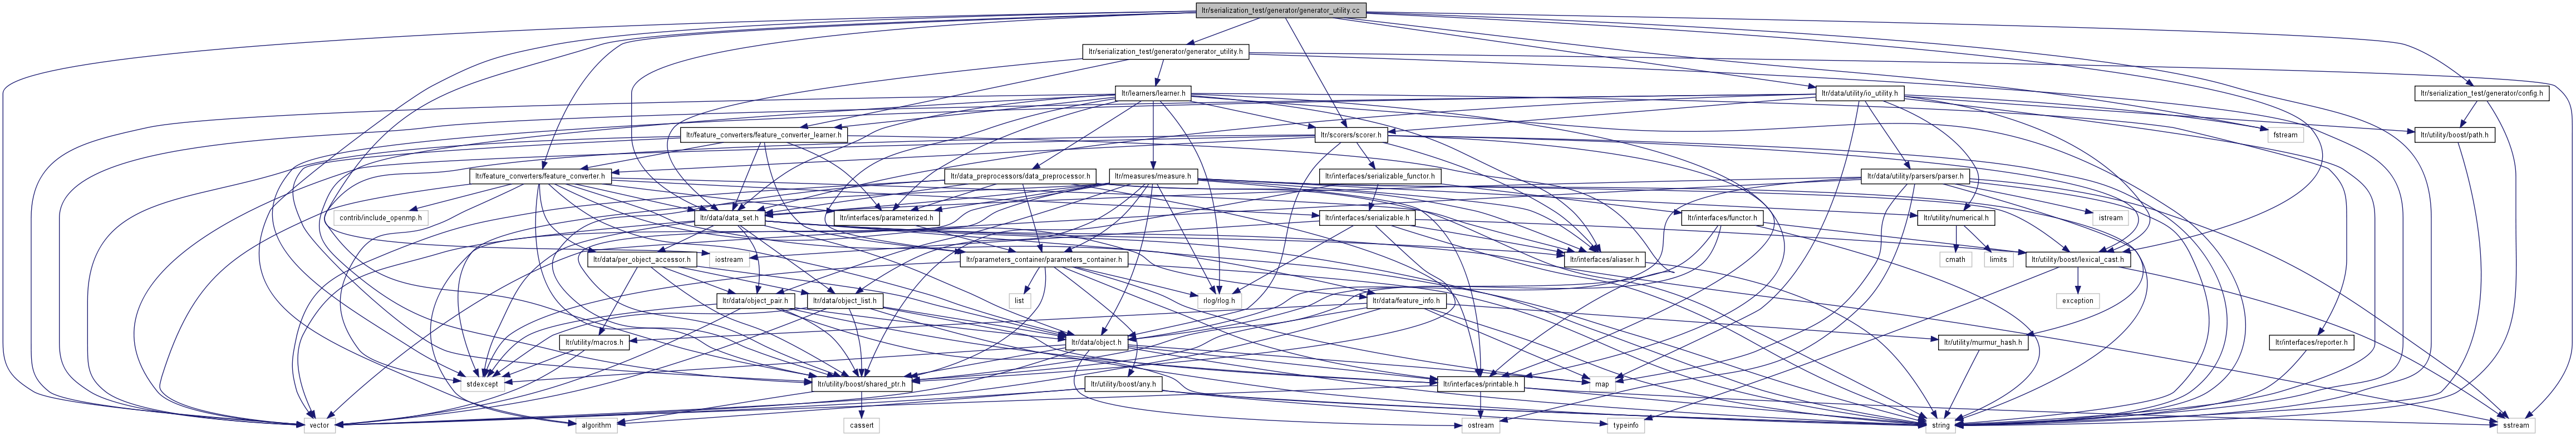 ltr/serialization_test/generator/generator_utility.cc
ltr/serialization_test/generator/generator_utility.h
ltr/learners/learner.h
ltr/data/utility/io_utility.h
ltr/serialization_test/generator/config.h
ltr/feature_converters/feature_converter_learner.h
ltr/scorers/scorer.h
fstream
ltr/utility/boost/path.h
ltr/feature_converters/feature_converter.h
ltr/data_preprocessors/data_preprocessor.h
ltr/measures/measure.h
ltr/interfaces/serializable_functor.h
ltr/data/utility/parsers/parser.h
contrib/include_openmp.h
ltr/data/data_set.h
ltr/interfaces/parameterized.h
ltr/interfaces/serializable.h
ltr/interfaces/functor.h
ltr/utility/numerical.h
istream
ltr/data/per_object_accessor.h
iostream
ltr/parameters_container/parameters_container.h
ltr/interfaces/aliaser.h
cmath
limits
ltr/utility/boost/lexical_cast.h
ltr/data/object_pair.h
ltr/data/object_list.h
list
rlog/rlog.h
ltr/data/feature_info.h
exception
ltr/utility/macros.h
ltr/data/object.h
ltr/utility/murmur_hash.h
ltr/interfaces/reporter.h
stdexcept
ltr/utility/boost/shared_ptr.h
ltr/utility/boost/any.h
ltr/interfaces/printable.h
map
vector
algorithm
cassert
ostream
typeinfo
string
sstream